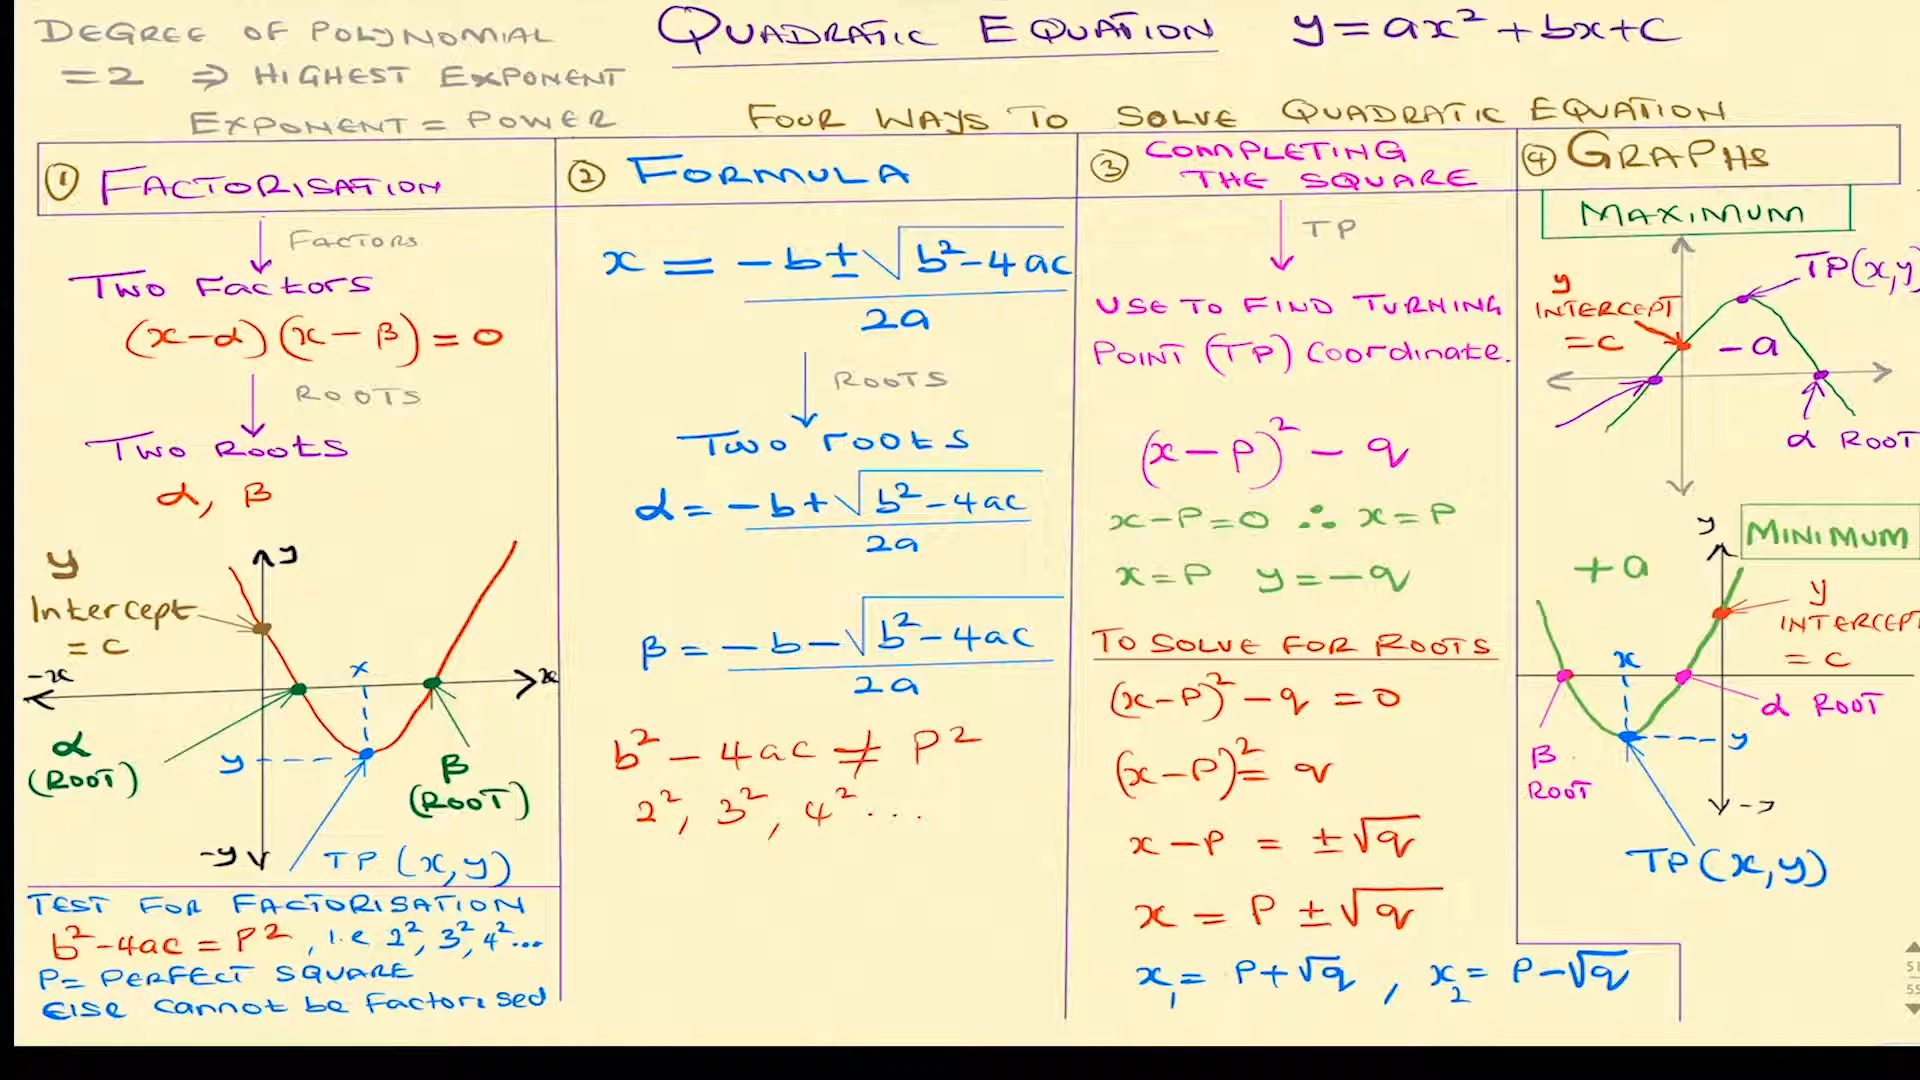 DEGREE OF POLYNOMIAL
=2 ⇒ HIGHEST EXPONENT
EXPONENT = POWER
QUADRATIC EQUATION y=ax²+bx+c
FOUR WAYS TO SOLVE QUADRATIC EQUATION
① FACTORISATION
FACTORS
TWO FACTORS
(x-α)(x-β)=0
ROOTS
TWO ROOTS
α, β
y
Intercept
= C
y
-x
x
x
α
(ROOT)
y
β
(ROOT)
-y
TP (x,y)
TEST FOR FACTORISATION
b²-4ac = P², i.e 2², 3², 4²...
P= PERFECT SQUARE
ELSE CANNOT be FACTORISED
② FORMULA
x = -b±√b²-4ac
2a
ROOTS
TWO roots
α = -b+√b²-4ac
2a
β = -b-√b²-4ac
2a
b²-4ac ≠ P²
2², 3², 4² ...
③ COMPLETING
THE SQUARE
TP
USE TO FIND TURNING
POINT (TP) Coordinate.
(x-P)² - q
x-P=0 ∴ x=P
x=P y=-q
TO SOLVE FOR ROOTS
(x-P)²-q = 0
(x-P)²= q
x-P = ±√q
x = P ±√q
x₁= P+√q , x₂= P-√q
④ GRAPHS
MAXIMUM
TP(x,y)
y
INTERCEPT
=C
-a
α ROOT
y
MINIMUM
+a
y
INTERCEPT
= C
x
α ROOT
y
β
ROOT
TP(x,y)
51
55